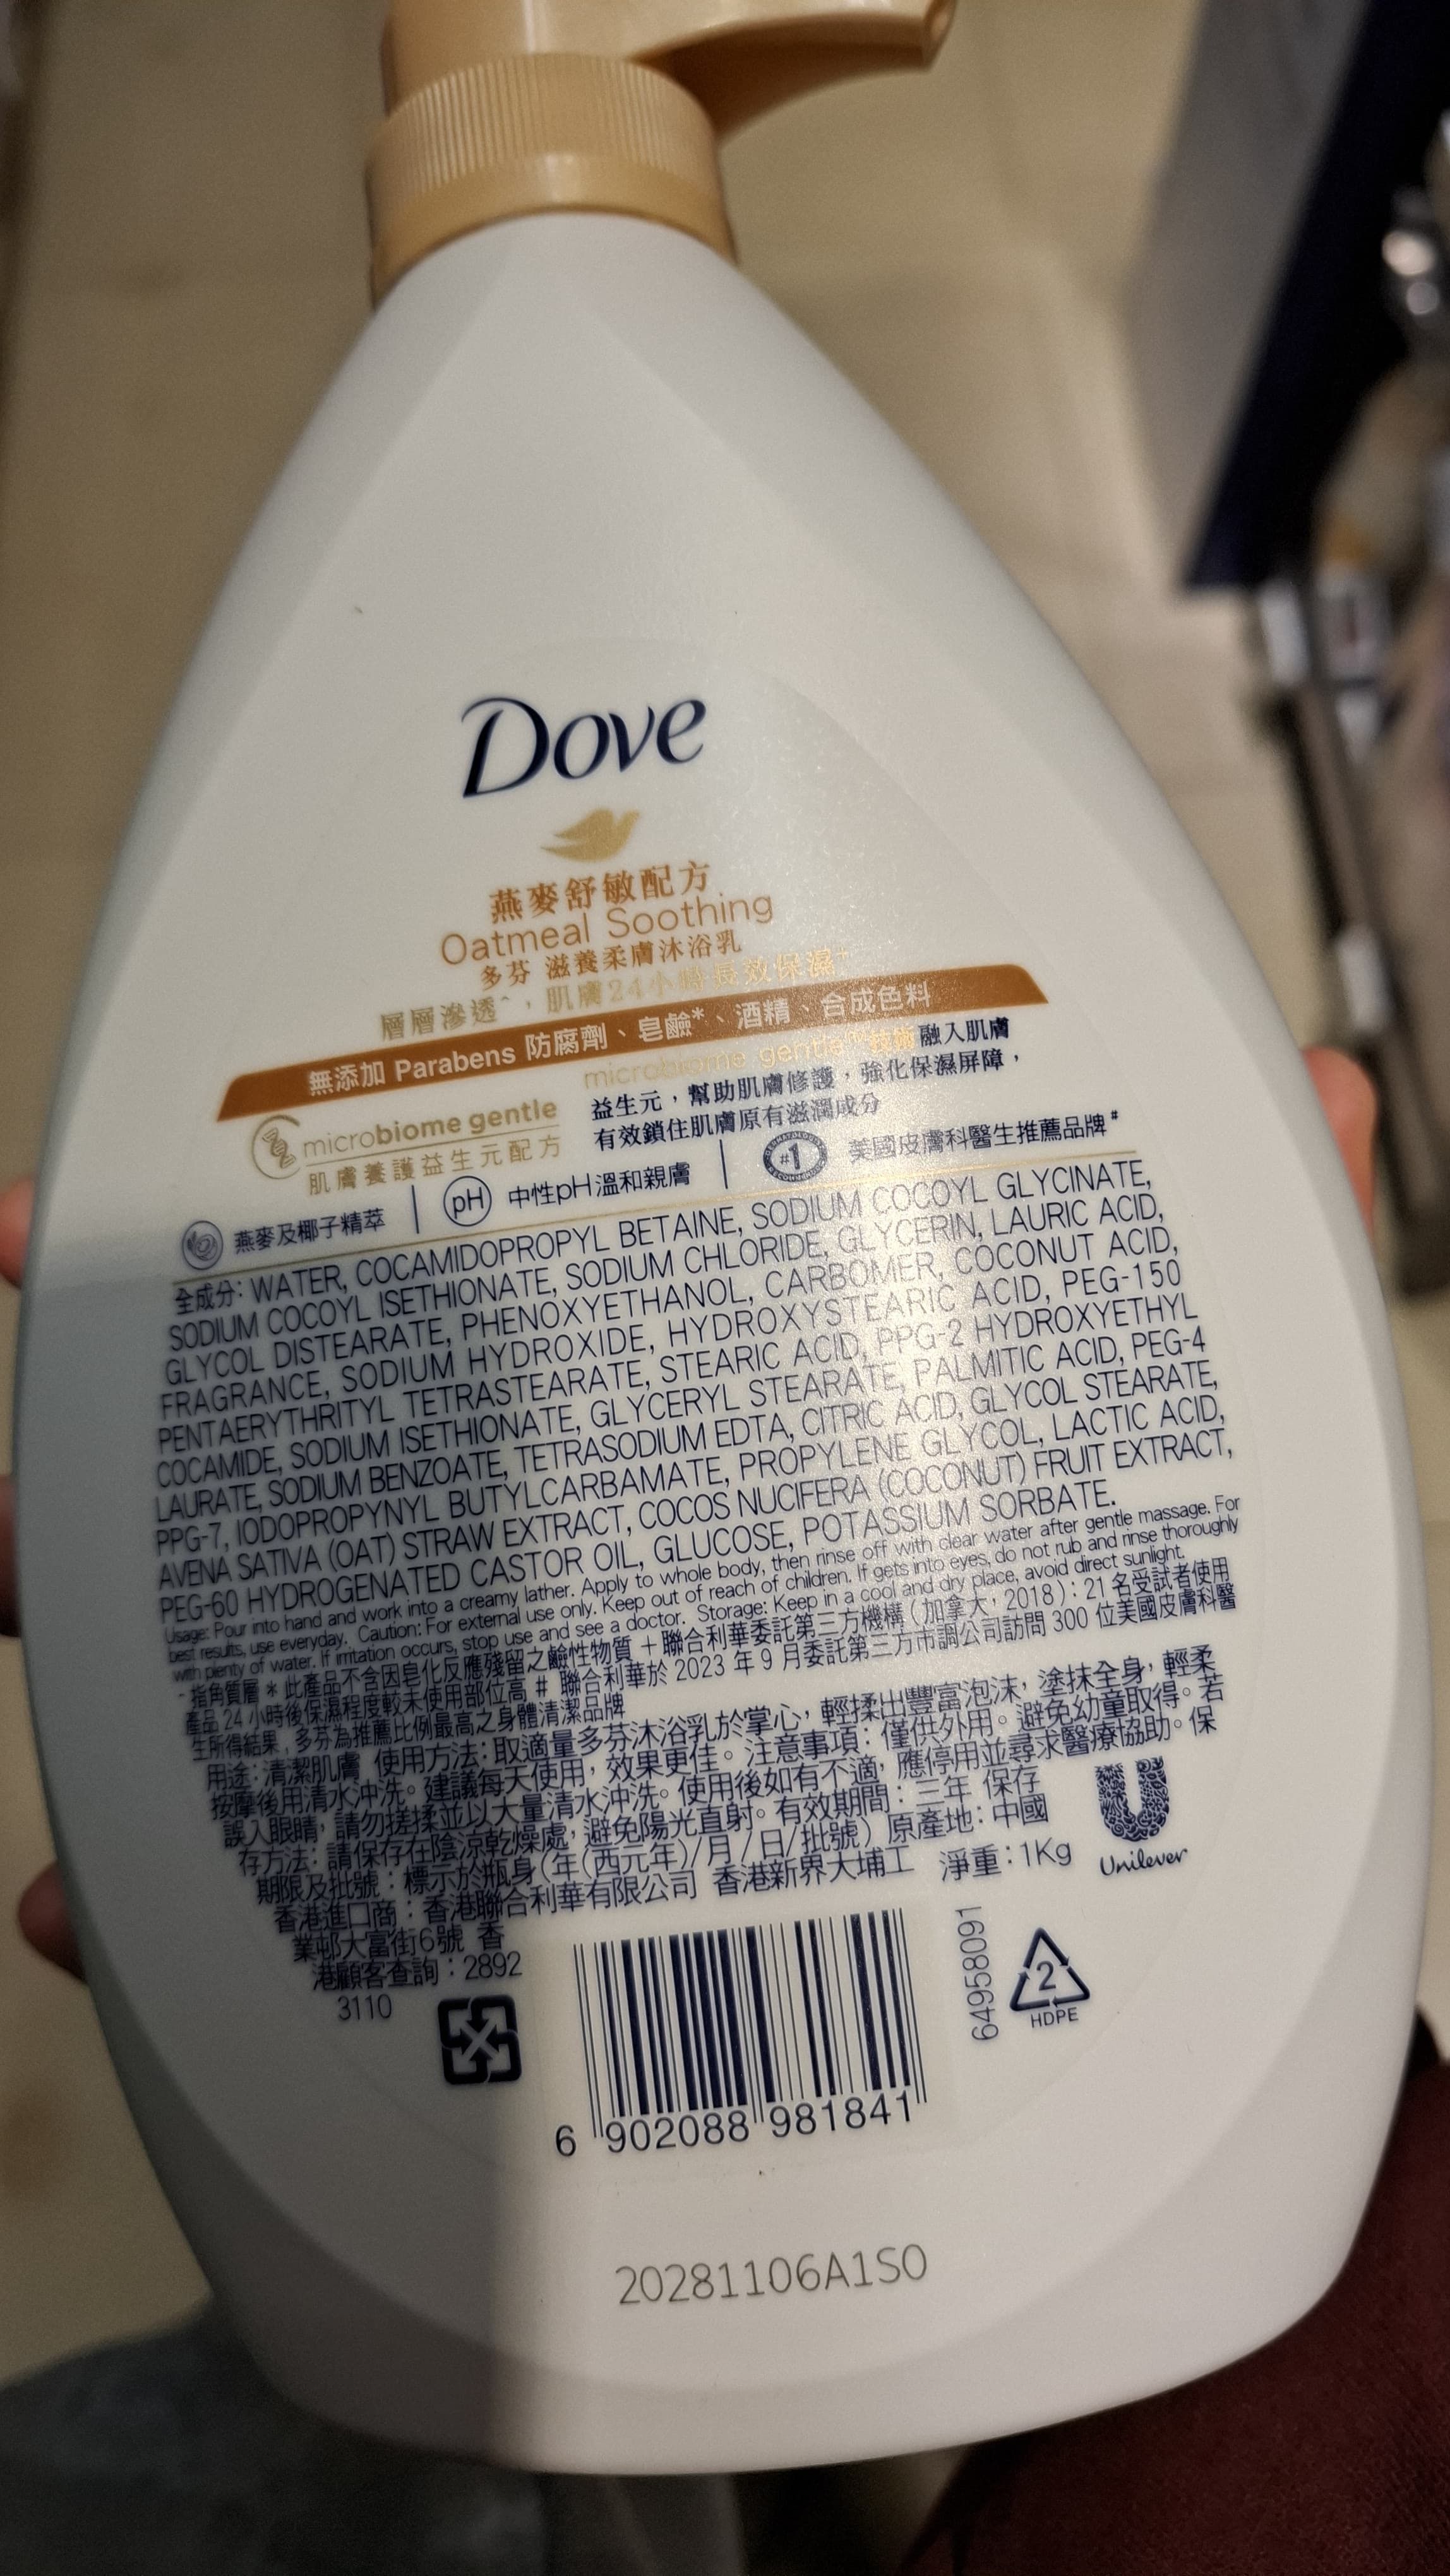 Dove
燕麥舒敏配方
Oatmeal Soothing
多芬 滋養柔膚沐浴乳
層層滲透^，肌膚24小時長效保濕+
無添加 Parabens 防腐劑、皂鹼*、酒精、合成色料
microbiome gentle
肌膚養護益生元配方
microbiome gentle™技術融入肌膚
益生元，幫助肌膚修護，強化保濕屏障，
有效鎖住肌膚原有滋潤成分
燕麥及椰子精萃
pH 中性pH溫和親膚
#1 美國皮膚科醫生推薦品牌#
全成分: WATER, COCAMIDOPROPYL BETAINE, SODIUM COCOYL GLYCINATE,
SODIUM COCOYL ISETHIONATE, SODIUM CHLORIDE, GLYCERIN, LAURIC ACID,
GLYCOL DISTEARATE, PHENOXYETHANOL, CARBOMER, COCONUT ACID,
FRAGRANCE, SODIUM HYDROXIDE, HYDROXYSTEARIC ACID, PEG-150
PENTAERYTHRITYL TETRASTEARATE, STEARIC ACID, PPG-2 HYDROXYETHYL
COCAMIDE, SODIUM ISETHIONATE, GLYCERYL STEARATE, PALMITIC ACID, PEG-4
LAURATE, SODIUM BENZOATE, TETRASODIUM EDTA, CITRIC ACID, GLYCOL STEARATE,
PPG-7, IODOPROPYNYL BUTYLCARBAMATE, PROPYLENE GLYCOL, LACTIC ACID,
AVENA SATIVA (OAT) STRAW EXTRACT, COCOS NUCIFERA (COCONUT) FRUIT EXTRACT,
PEG-60 HYDROGENATED CASTOR OIL, GLUCOSE, POTASSIUM SORBATE.
Usage: Pour into hand and work into a creamy lather. Apply to whole body, then rinse off with clear water after gentle massage. For
best results, use everyday. Caution: For external use only. Keep out of reach of children. If gets into eyes, do not rub and rinse thoroughly
with plenty of water. If irritation occurs, stop use and see a doctor. Storage: Keep in a cool and dry place, avoid direct sunlight.
^指角質層 * 此產品不含因皂化反應殘留之鹼性物質 + 聯合利華委託第三方機構 (加拿大，2018)：21 名受試者使用
產品 24 小時後保濕程度較未使用部位高 # 聯合利華於 2023 年 9 月委託第三方市調公司訪問 300 位美國皮膚科醫
生所得結果，多芬為推薦比例最高之身體清潔品牌
用途: 清潔肌膚 使用方法: 取適量多芬沐浴乳於掌心，輕揉出豐富泡沫，塗抹全身，輕柔
按摩後用清水沖洗。建議每天使用，效果更佳。注意事項：僅供外用。避免幼童取得。若
誤入眼睛，請勿搓揉並以大量清水沖洗。使用後如有不適，應停用並尋求醫療協助。保
存方法：請保存在陰涼乾燥處，避免陽光直射。有效期間：三年 保存
期限及批號：標示於瓶身 (年(西元年)/月/日/批號) 原產地: 中國
香港進口商：香港聯合利華有限公司 香港新界大埔工
業邨大富街6號 香
港顧客查詢：2892
3110
淨重：1Kg
Unilever
64958091
2
HDPE
6 902088 981841
20281106A1SO